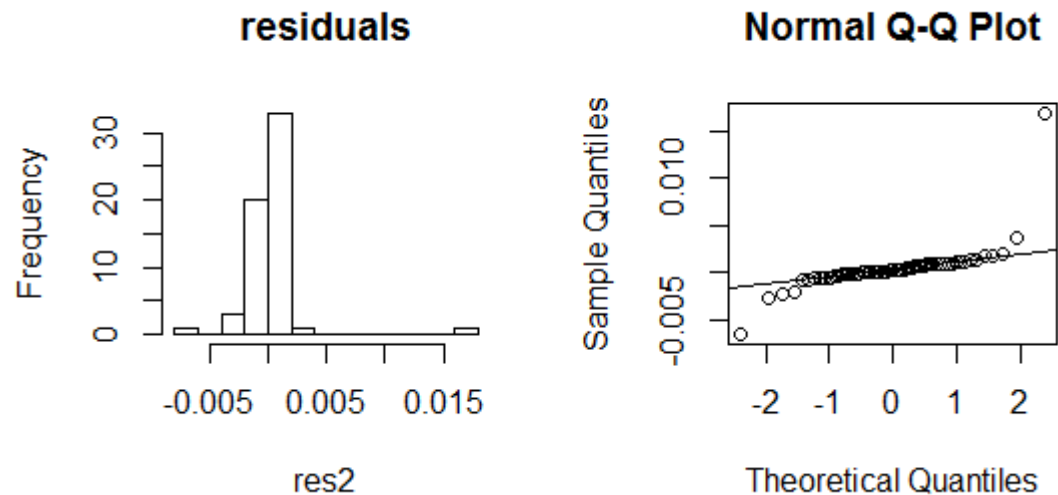 residuals
Frequency
0 10 20 30
-0.005 0.005 0.015
res2
Normal Q-Q Plot
Sample Quantiles
-0.005 0.010
-2 -1 0 1 2
Theoretical Quantiles